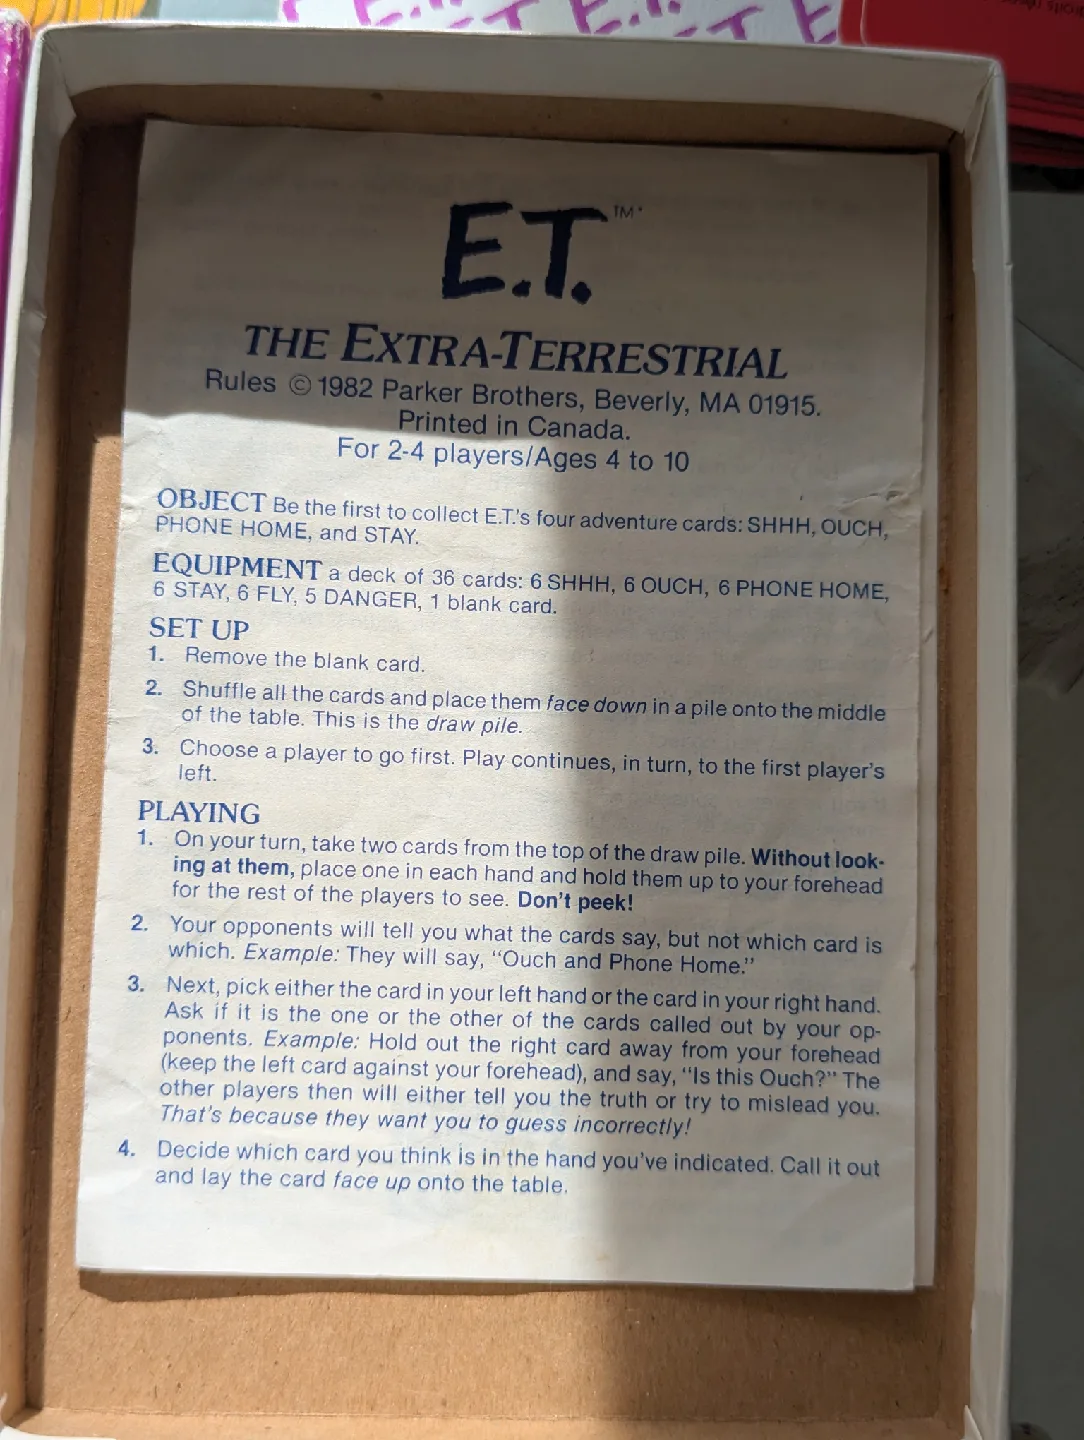 E.T.™*
THE EXTRA-TERRESTRIAL
Rules © 1982 Parker Brothers, Beverly, MA 01915.
Printed in Canada.
For 2-4 players/Ages 4 to 10
OBJECT Be the first to collect E.T.'s four adventure cards: SHHH, OUCH,
PHONE HOME, and STAY.
EQUIPMENT a deck of 36 cards: 6 SHHH, 6 OUCH, 6 PHONE HOME,
6 STAY, 6 FLY, 5 DANGER, 1 blank card.
SET UP
1. Remove the blank card.
2. Shuffle all the cards and place them face down in a pile onto the middle
of the table. This is the draw pile.
3. Choose a player to go first. Play continues, in turn, to the first player's
left.
PLAYING
1. On your turn, take two cards from the top of the draw pile. Without look-
ing at them, place one in each hand and hold them up to your forehead
for the rest of the players to see. Don't peek!
2. Your opponents will tell you what the cards say, but not which card is
which. Example: They will say, "Ouch and Phone Home."
3. Next, pick either the card in your left hand or the card in your right hand.
Ask if it is the one or the other of the cards called out by your op-
ponents. Example: Hold out the right card away from your forehead
(keep the left card against your forehead), and say, "Is this Ouch?" The
other players then will either tell you the truth or try to mislead you.
That's because they want you to guess incorrectly!
4. Decide which card you think is in the hand you've indicated. Call it out
and lay the card face up onto the table.